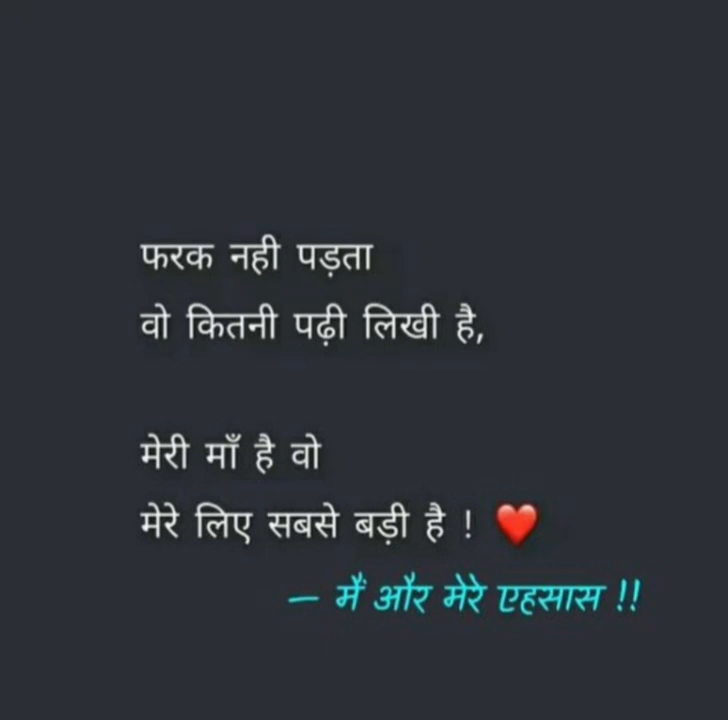 फरक नही पड़ता
वो कितनी पढ़ी लिखी है,
मेरी माँ है वो
मेरे लिए सबसे बड़ी है ! ❤️
— मैं और मेरे एहसास !!